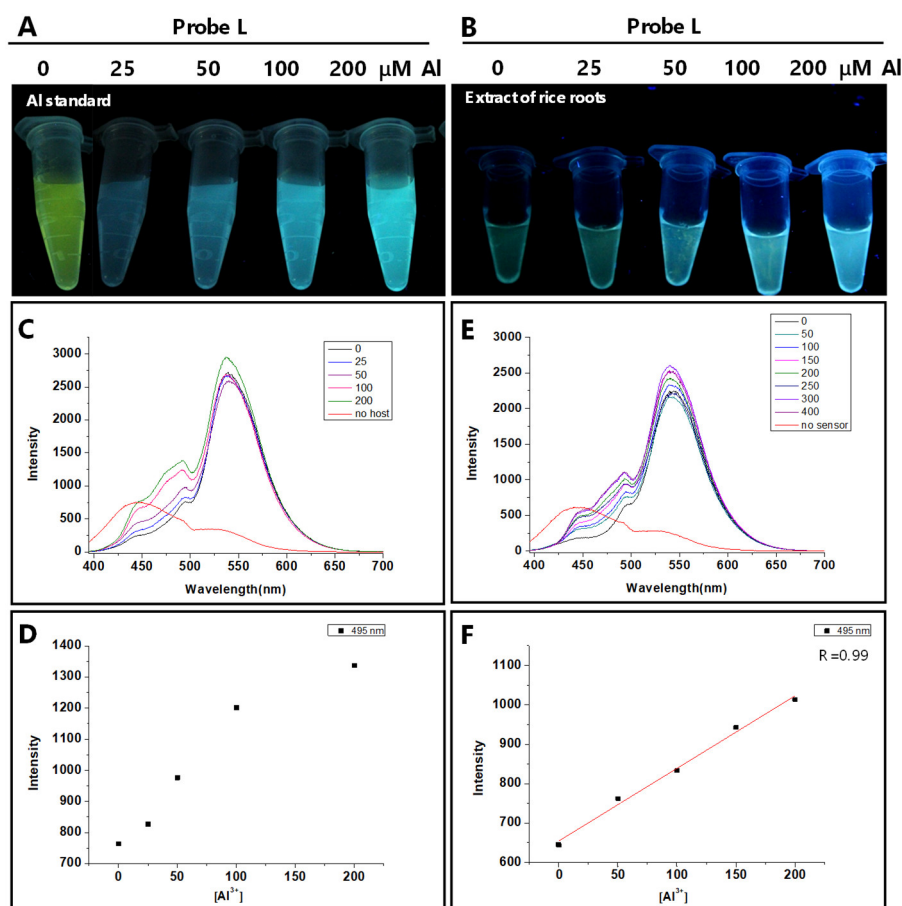 A
Probe L
0 25 50 100 200 μM Al
Al standard
B
Probe L
0 25 50 100 200 μM Al
Extract of rice roots
C
3000
2500
2000
1500
1000
500
0
Intensity
400 450 500 550 600 650 700
Wavelength(nm)
0
25
50
100
200
no host
E
3000
2500
2000
1500
1000
500
0
Intensity
400 450 500 550 600 650 700
Wavelength(nm)
0
50
100
150
200
250
300
400
no sensor
D
495 nm
1400
1300
1200
1100
1000
900
800
700
Intensity
0 50 100 150 200
[Al³⁺]
F
495 nm
R =0.99
1100
1000
900
800
700
600
Intensity
0 50 100 150 200
[Al³⁺]